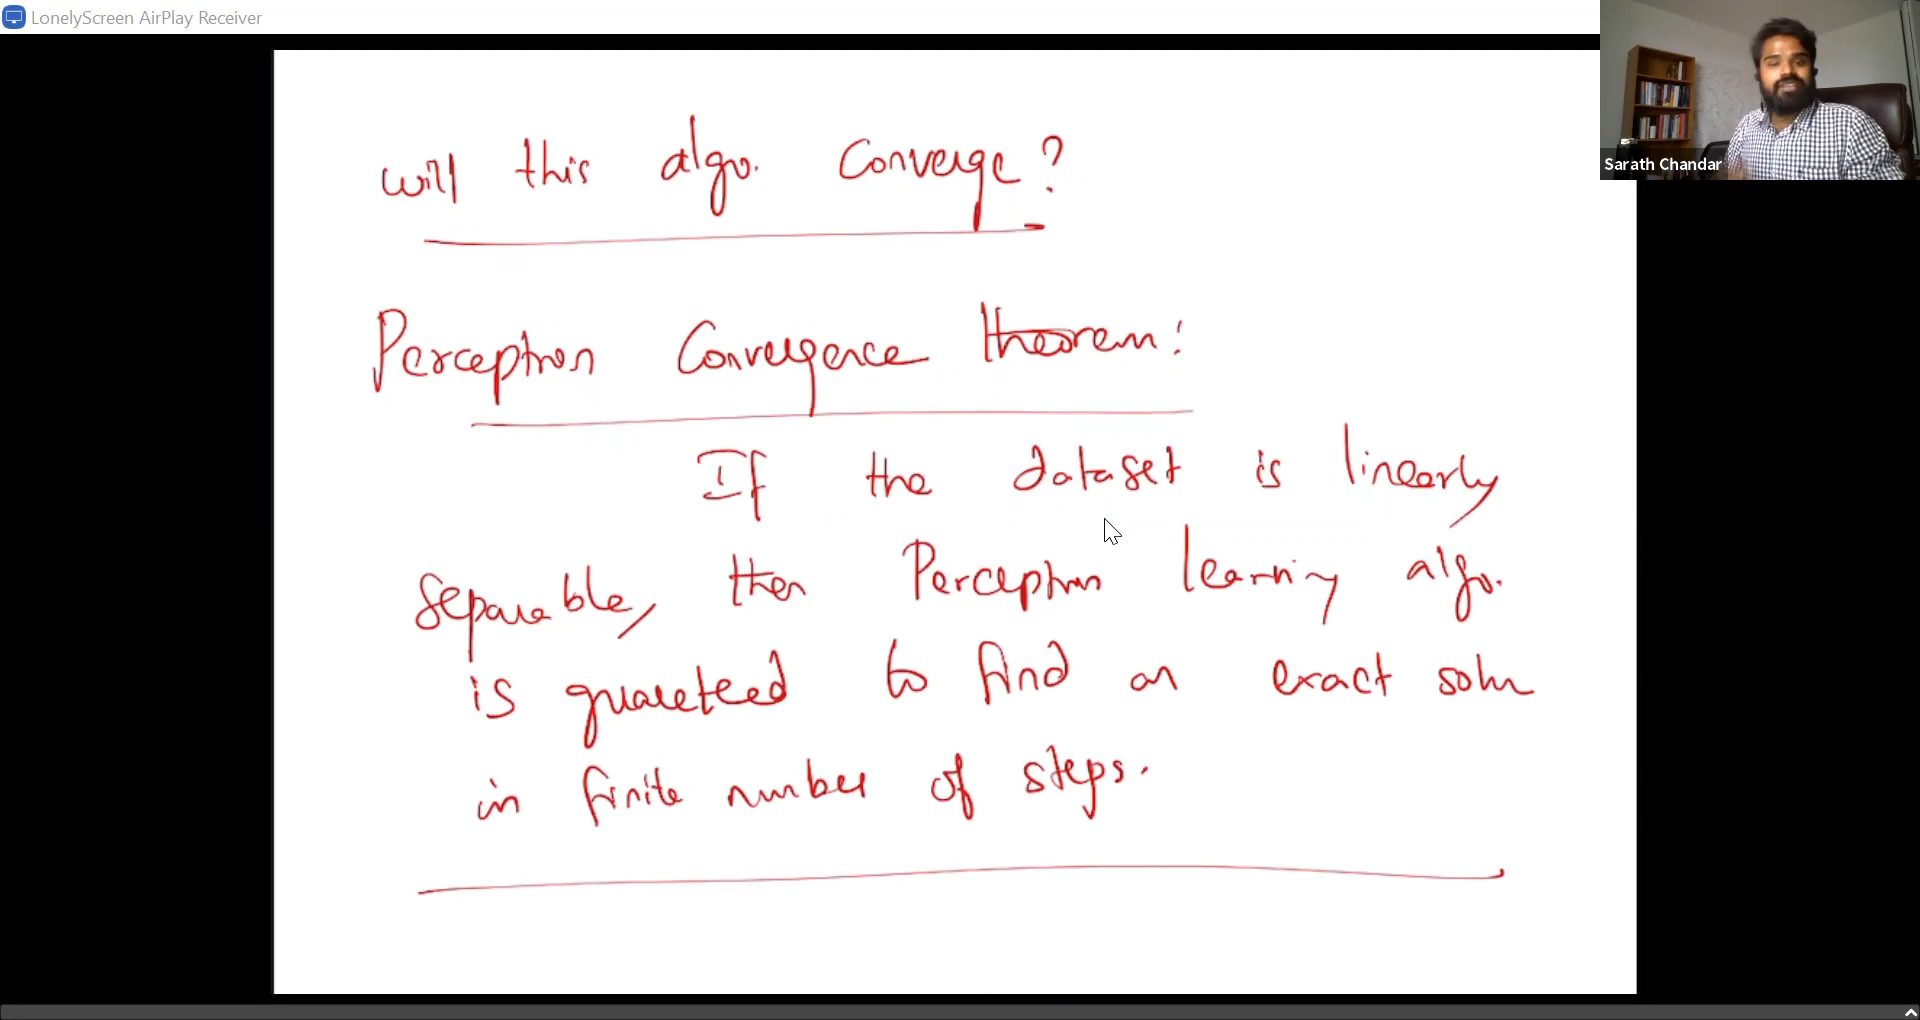 LonelyScreen AirPlay Receiver
Sarath Chandar
will this algo. Converge?
Perceptron Convergence theorem:
If the dataset is linearly
separable, then Perceptron learning algo.
is guareteed to find an exact soln
in finite number of steps.